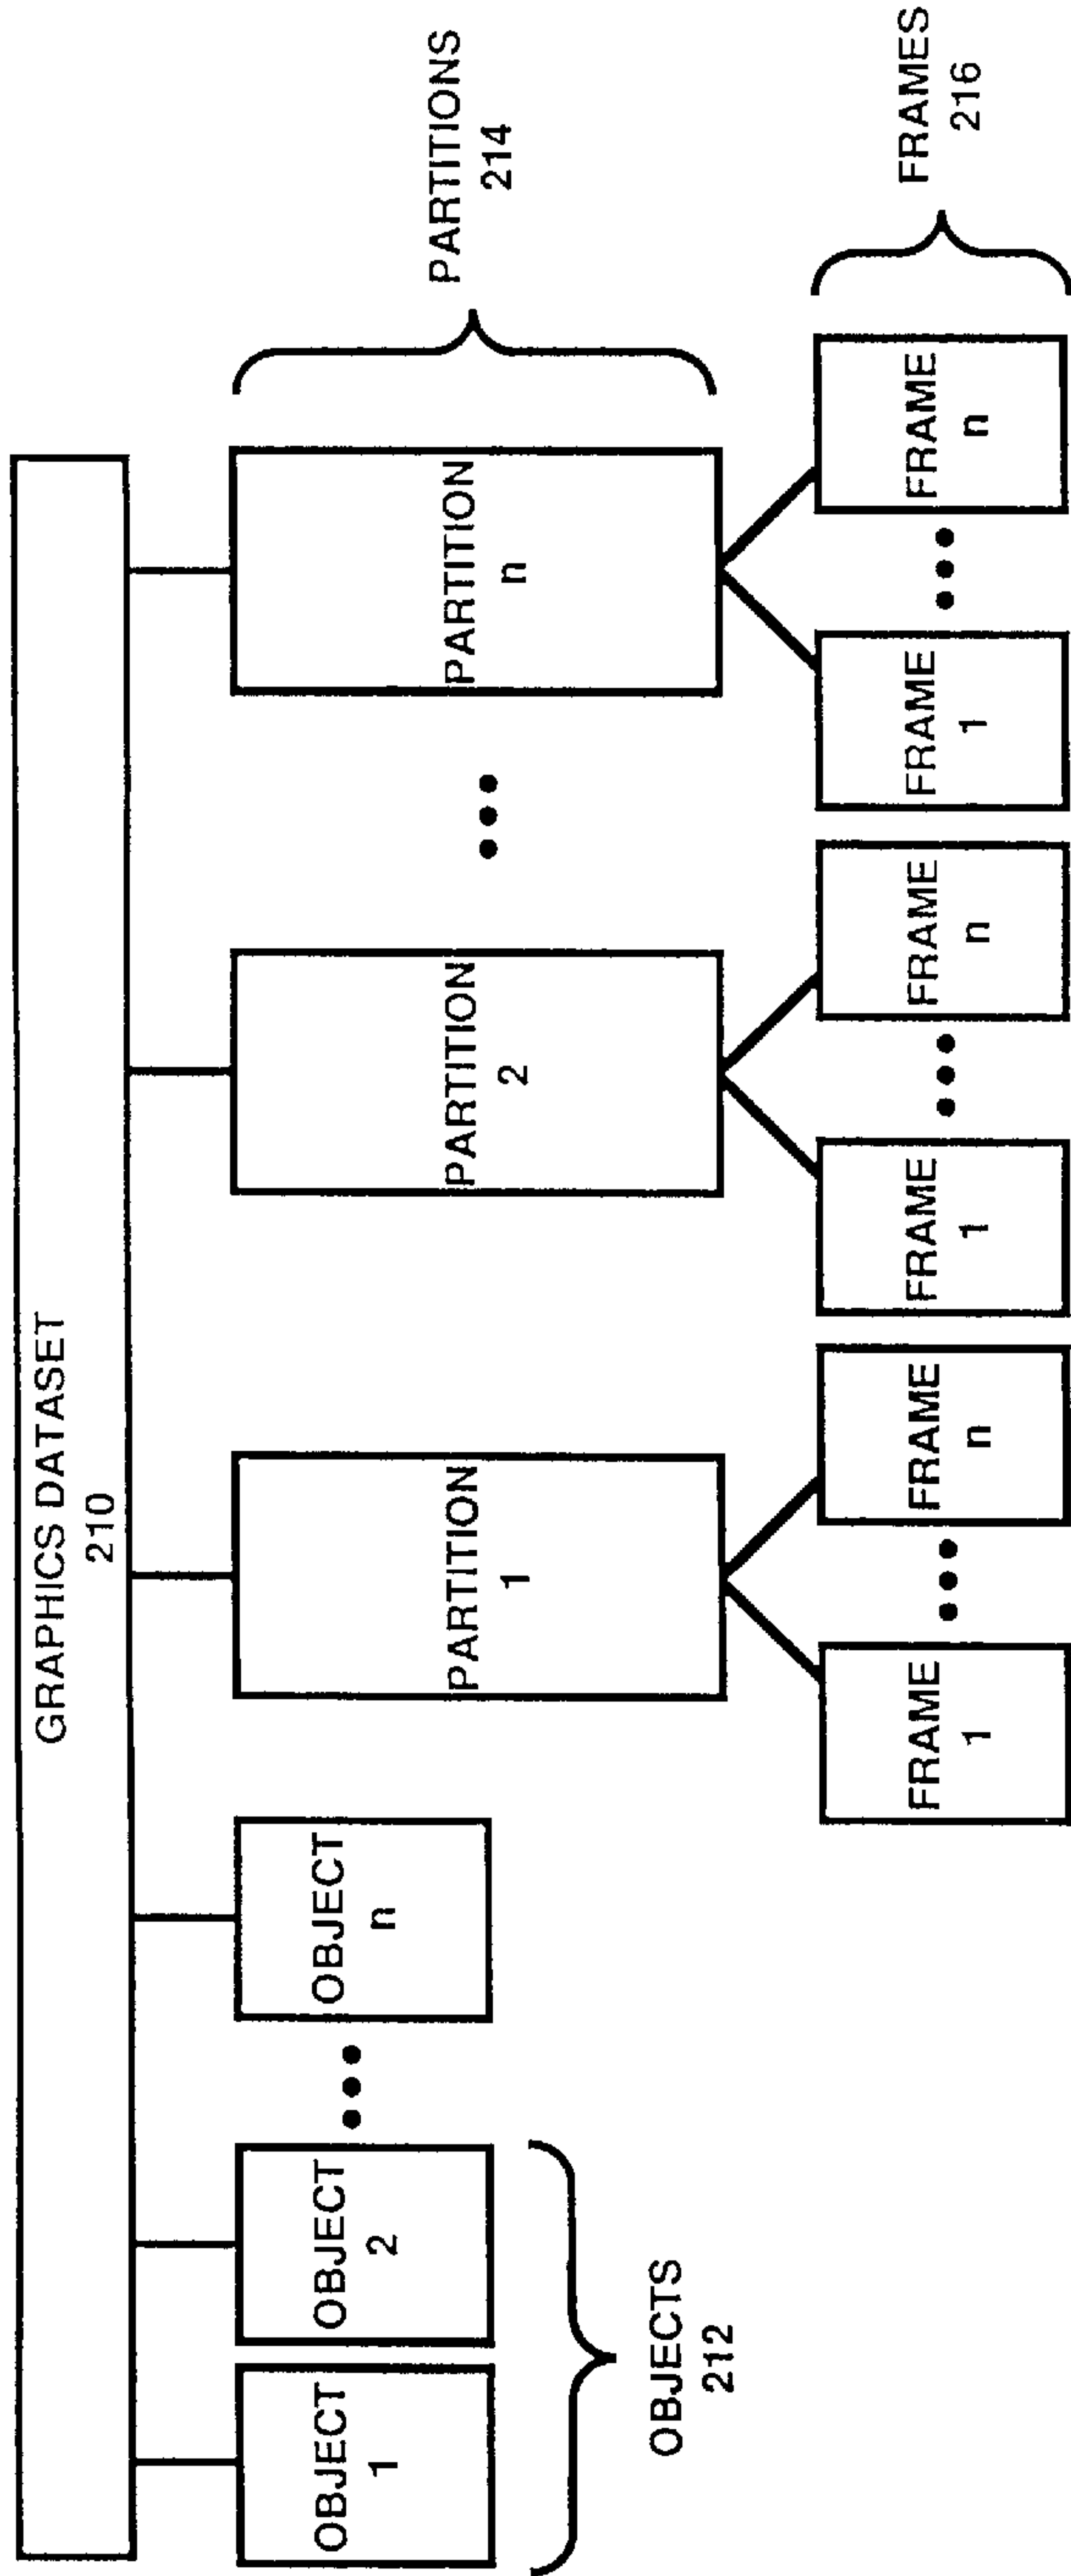 GRAPHICS DATASET
210
OBJECT
1
OBJECT
2
OBJECT
n
OBJECTS
212
PARTITION
1
PARTITION
2
PARTITION
n
PARTITIONS
214
FRAME
1
FRAME
n
FRAME
1
FRAME
n
FRAME
1
FRAME
n
FRAMES
216